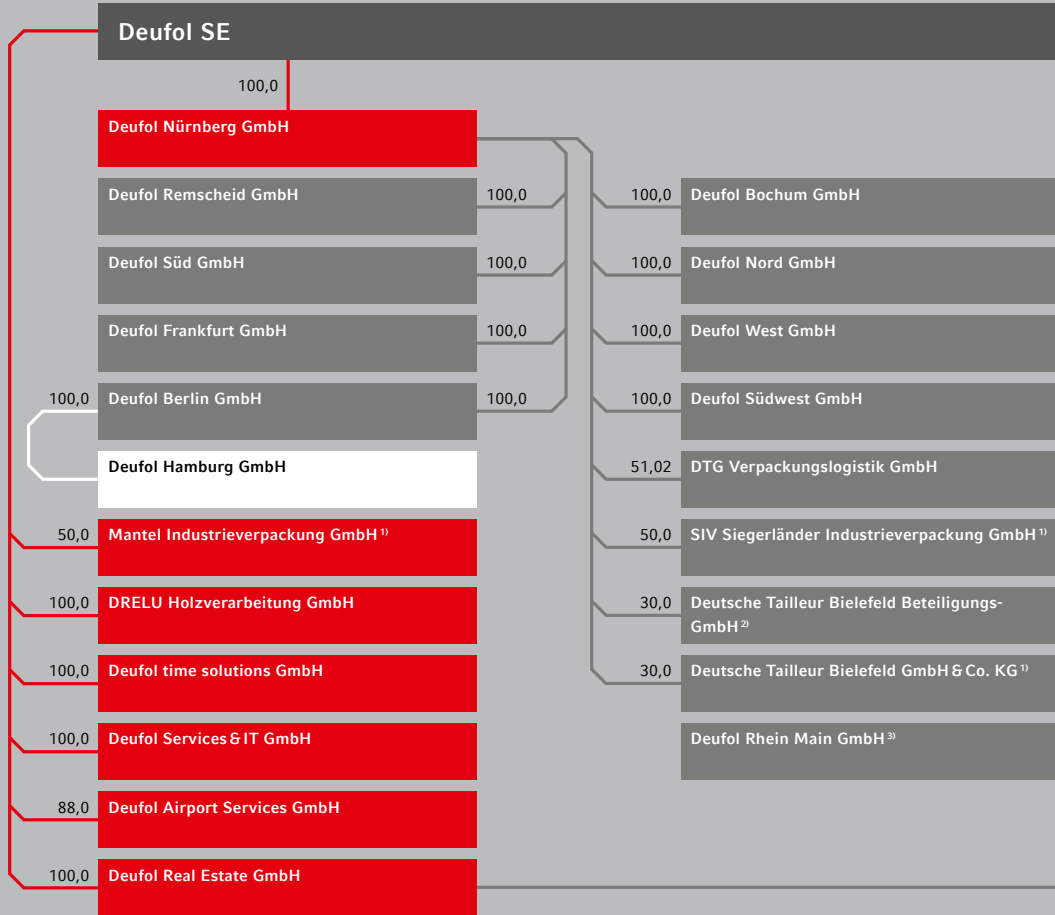 Deufol SE
100,0
Deufol Nürnberg GmbH
Deufol Remscheid GmbH 100,0 100,0 Deufol Bochum GmbH
Deufol Süd GmbH 100,0 100,0 Deufol Nord GmbH
Deufol Frankfurt GmbH 100,0 100,0 Deufol West GmbH
100,0 Deufol Berlin GmbH 100,0 100,0 Deufol Südwest GmbH
Deufol Hamburg GmbH 51,02 DTG Verpackungslogistik GmbH
50,0 Mantel Industrieverpackung GmbH 1) 50,0 SIV Siegerländer Industrieverpackung GmbH 1)
100,0 DRELU Holzverarbeitung GmbH 30,0 Deutsche Tailleur Bielefeld Beteiligungs-
GmbH 2)
100,0 Deufol time solutions GmbH 30,0 Deutsche Tailleur Bielefeld GmbH & Co. KG 1)
100,0 Deufol Services & IT GmbH Deufol Rhein Main GmbH 3)
88,0 Deufol Airport Services GmbH
100,0 Deufol Real Estate GmbH